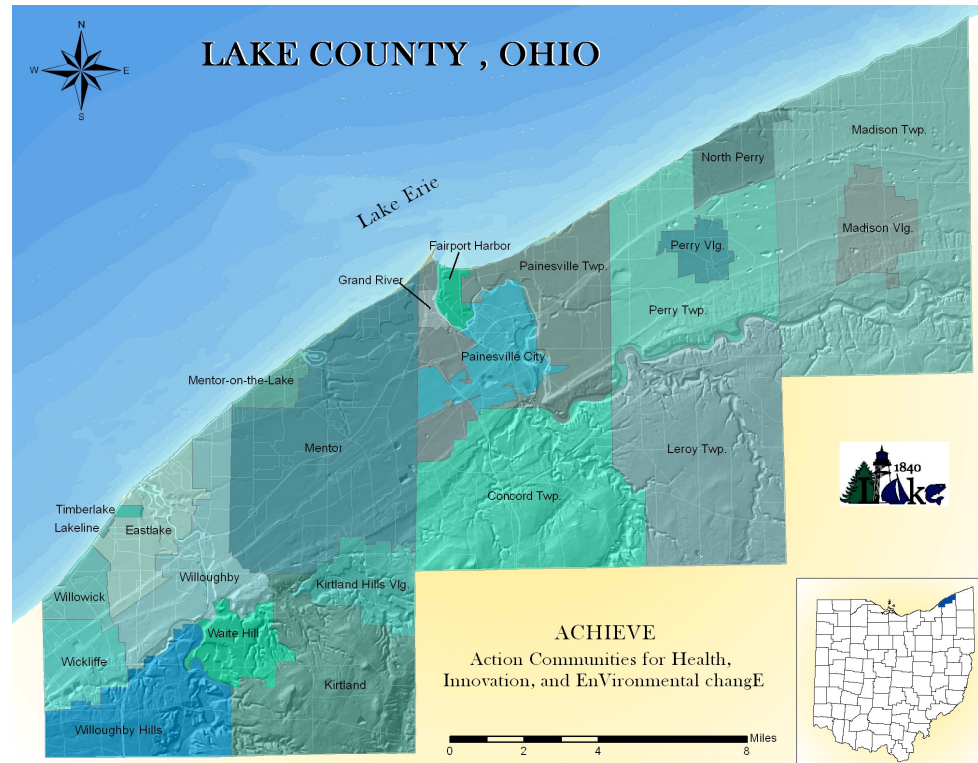 N
W E
S
LAKE COUNTY , OHIO
Lake Erie
Madison Twp.
North Perry
Madison Vlg.
Perry Vlg.
Fairport Harbor
Painesville Twp.
Grand River
Perry Twp.
Painesville City
Mentor-on-the-Lake
Mentor
Leroy Twp.
1840
Lake
Concord Twp.
Timberlake
Lakeline
Eastlake
Willoughby
Kirtland Hills Vlg.
Willowick
Waite Hill
Wickliffe
Kirtland
Willoughby Hills
ACHIEVE
Action Communities for Health,
Innovation, and EnVironmental changE
Miles
0 2 4 8